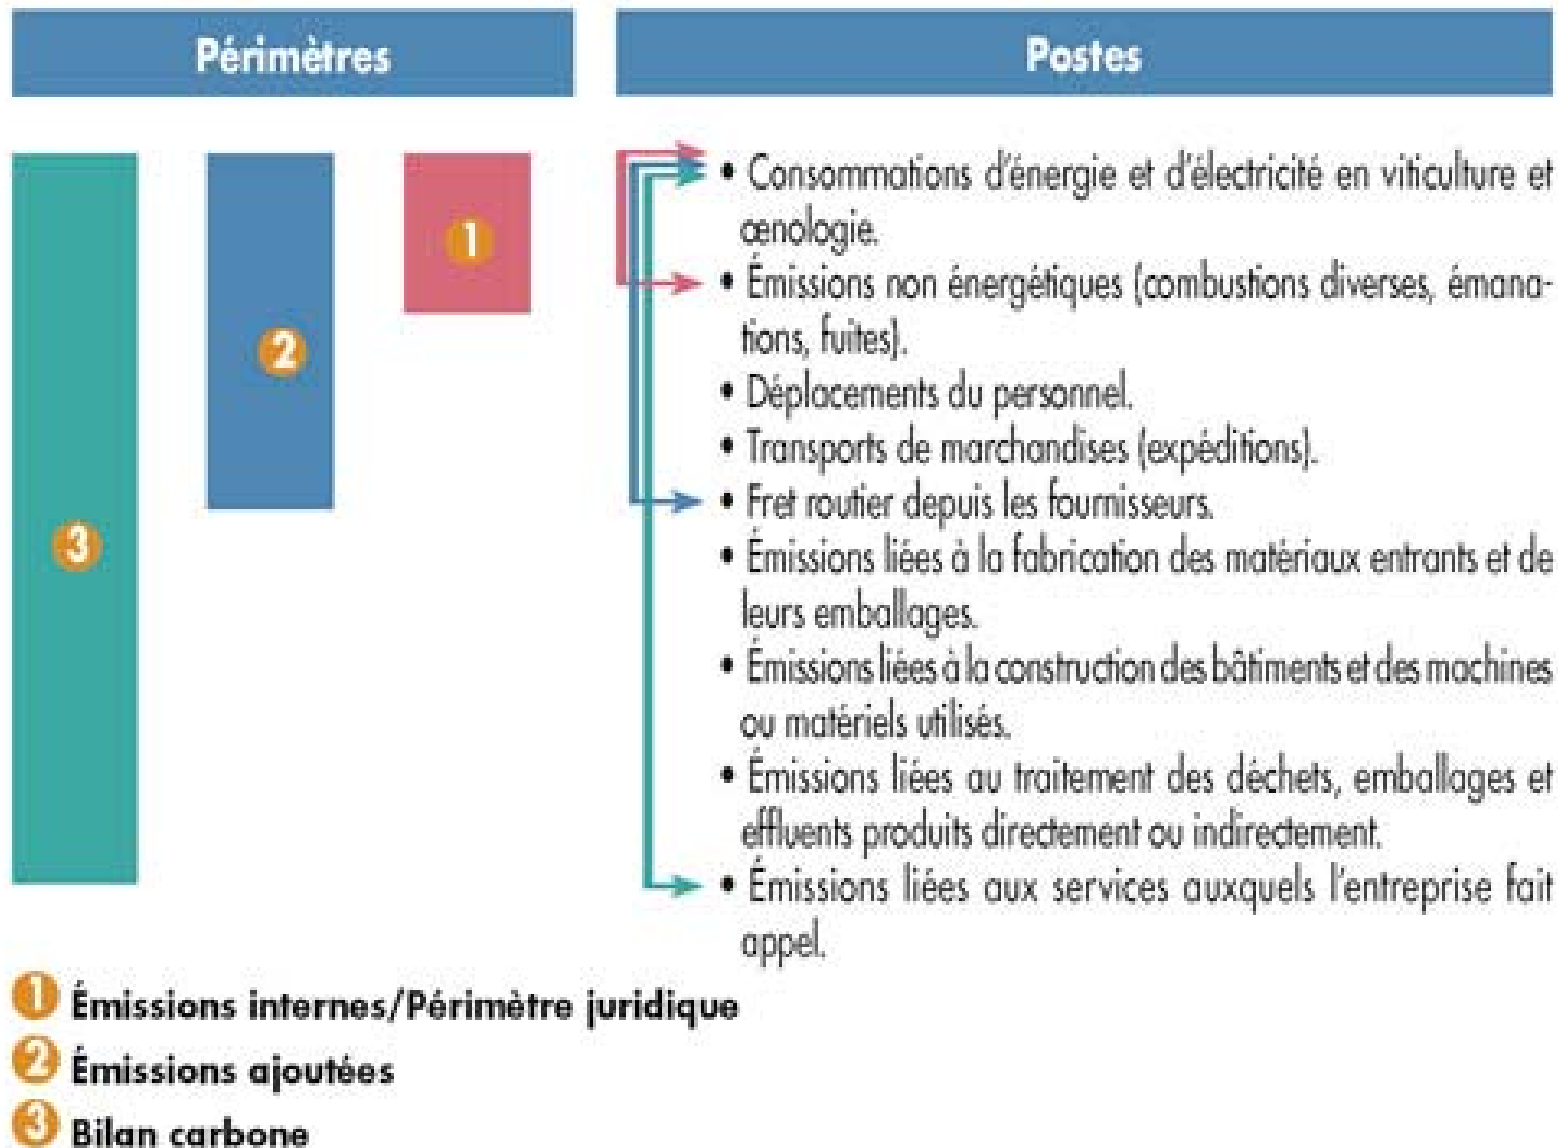 Périmètres
Postes
3
2
1
• Consommations d'énergie et d'électricité en viticulture et
œnologie.
• Émissions non énergétiques (combustions diverses, émana-
tions, fuites).
• Déplacements du personnel.
• Transports de marchandises (expéditions).
• Fret routier depuis les fournisseurs.
• Émissions liées à la fabrication des matériaux entrants et de
leurs emballages.
• Émissions liées à la construction des bâtiments et des machines
ou matériels utilisés.
• Émissions liées au traitement des déchets, emballages et
effluents produits directement ou indirectement.
• Émissions liées aux services auxquels l'entreprise fait
appel.
1 Émissions internes/Périmètre juridique
2 Émissions ajoutées
3 Bilan carbone